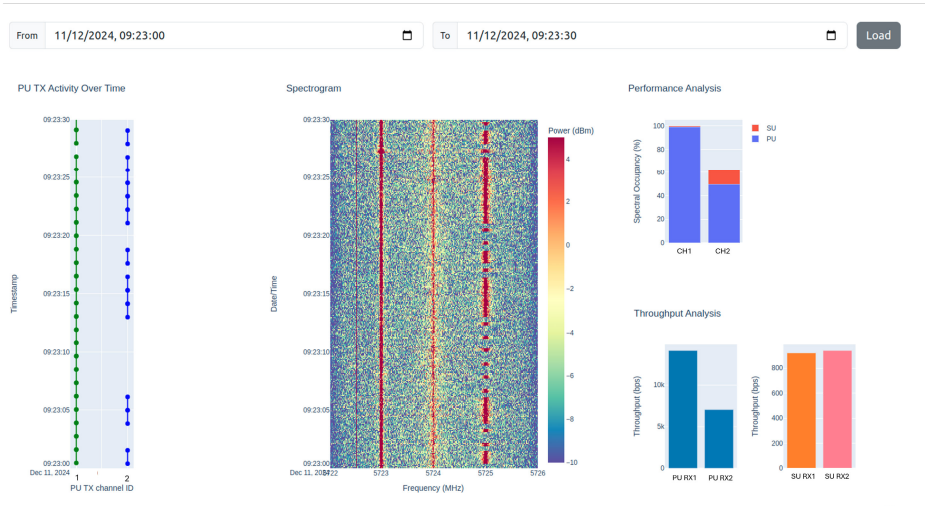 From 11/12/2024, 09:23:00
To 11/12/2024, 09:23:30
Load
PU TX Activity Over Time
09:23:30
09:23:25
09:23:20
09:23:15
09:23:10
09:23:05
09:23:00
Dec 11, 2024
1 2
PU TX channel ID
Timestamp
Spectrogram
09:23:30
09:23:25
09:23:20
09:23:15
09:23:10
09:23:05
09:23:00
Dec 11, 2024
5722 5723 5724 5725 5726
Frequency (MHz)
Date/Time
Power (dBm)
4
2
0
−2
−4
−6
−8
−10
Performance Analysis
100
80
60
40
20
0
Spectral Occupancy (%)
CH1 CH2
SU
PU
Throughput Analysis
10k
5k
0
Throughput (bps)
PU RX1 PU RX2
800
600
400
200
0
Throughput (bps)
SU RX1 SU RX2